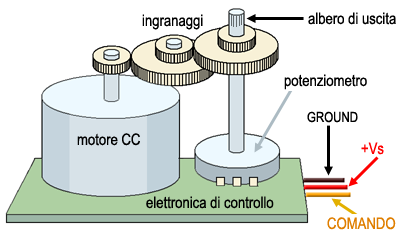 ingranaggi
albero di uscita
potenziometro
GROUND
+Vs
motore CC
elettronica di controllo
COMANDO